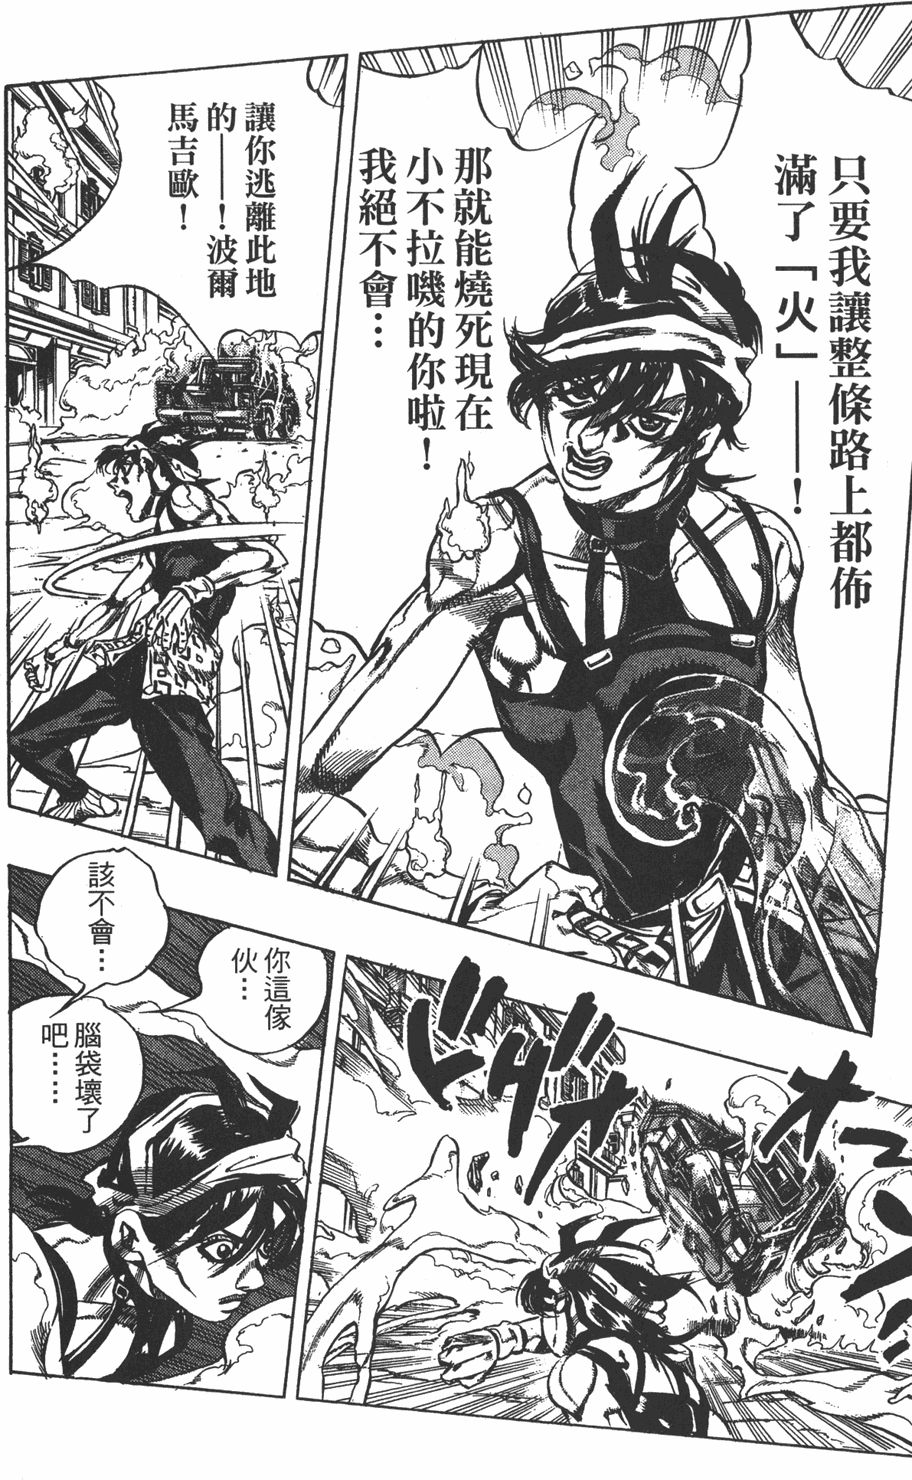 只要我讓整條路上都佈
滿了「火」——！
那就能燒死現在
小不拉嘰的你啦！
我絕不會…
讓你逃離此地
的——！波爾
馬吉歐！
ドドオオオン
你這傢
伙…
該不會…
腦袋壞了
吧……